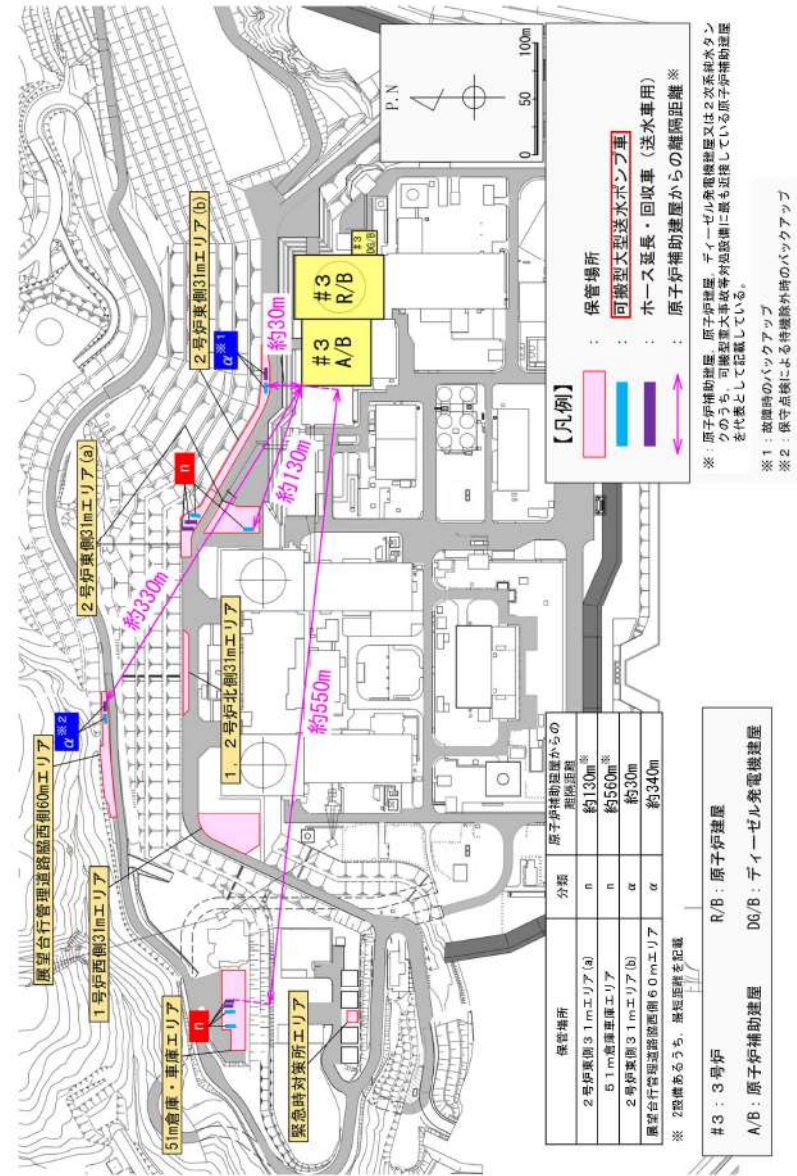 51m倉庫・車庫エリア
n
緊急時対策所エリア
1号炉西側31mエリア
展望台行管理道路脇西側60mエリア
α※2
1，2号炉北側31mエリア
2号炉東側31mエリア(a)
n
2号炉東側31mエリア(b)
α※1
約330m
約550m
約130m
約30m
#3
A/B
#3
R/B
#3
DG/B
P.N
0 50 100m
【凡例】
： 保管場所
： 可搬型大型送水ポンプ車
： ホース延長・回収車（送水車用）
： 原子炉補助建屋からの離隔距離※
※：原子炉補助建屋，原子炉建屋，ディーゼル発電機建屋又は2次系純水タン
クのうち，可搬型重大事故等対処設備に最も近接している原子炉補助建屋
を代表として記載している。
※1：故障時のバックアップ
※2：保守点検による待機除外時のバックアップ
保管場所 分類 原子炉補助建屋からの
離隔距離
2号炉東側31mエリア(a) n 約130m※
51m倉庫車庫エリア n 約560m※
2号炉東側31mエリア(b) α 約30m
展望台行管理道路脇西側60mエリア α 約340m
※ 2設備あるうち，最短距離を記載
#3：3号炉 R/B：原子炉建屋
A/B：原子炉補助建屋 DG/B：ディーゼル発電機建屋